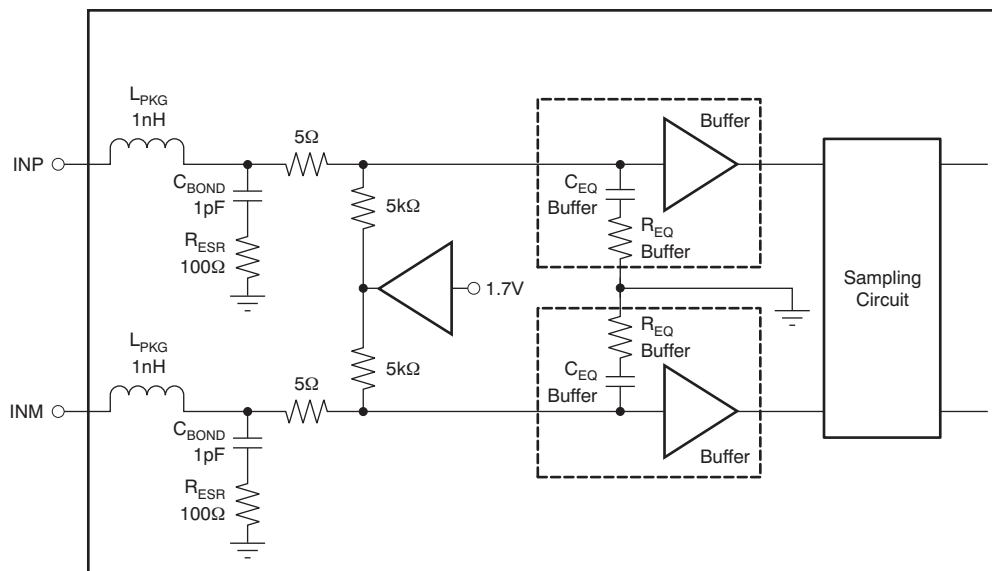 L_PKG
1nH
INP
5Ω
C_BOND
1pF
R_ESR
100Ω
5kΩ
Buffer
C_EQ
Buffer
R_EQ
Buffer
1.7V
Sampling
Circuit
L_PKG
1nH
INM
5Ω
5kΩ
R_EQ
Buffer
C_EQ
Buffer
Buffer
C_BOND
1pF
R_ESR
100Ω